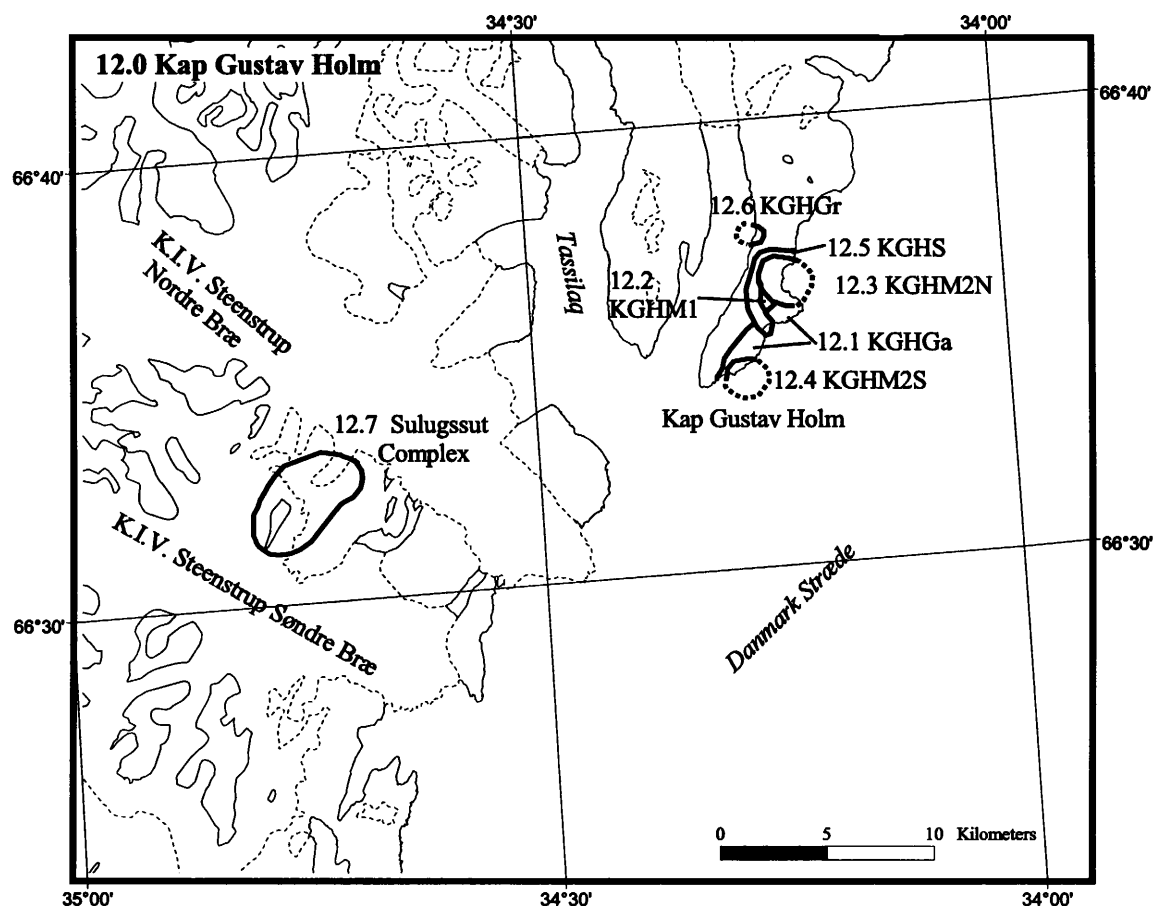 34°30'
34°00'
12.0 Kap Gustav Holm
66°40'
66°40'
12.6 KGHGr
12.5 KGHS
12.2
KGHM1
12.3 KGHM2N
12.1 KGHGa
12.4 KGHM2S
Kap Gustav Holm
Tassilaq
K.I.V. Steenstrup
Nordre Bræ
12.7 Sulugssut
Complex
K.I.V. Steenstrup Søndre Bræ
66°30'
66°30'
Danmark Stræde
0 5 10 Kilometers
35°00'
34°30'
34°00'